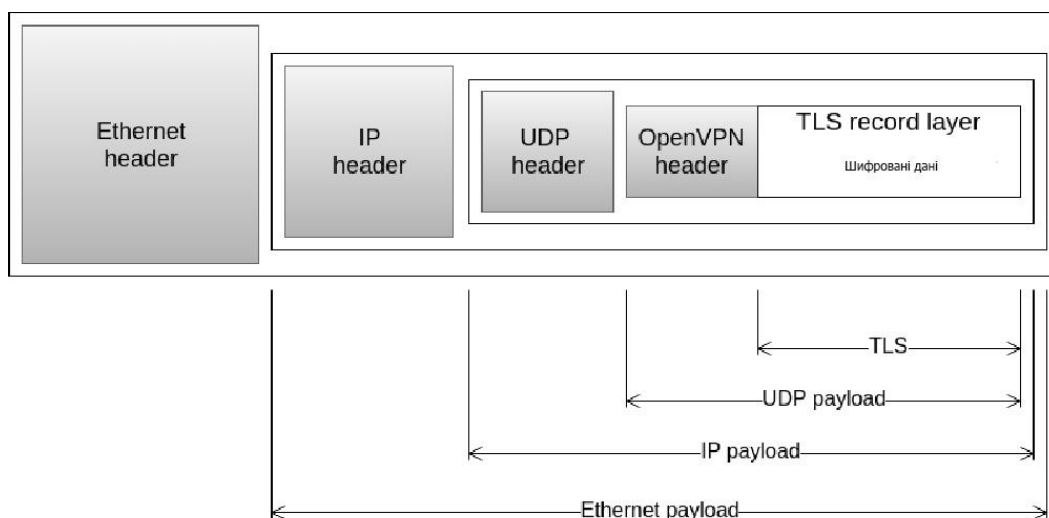 Ethernet
header
IP
header
UDP
header
OpenVPN
header
TLS record layer
Шифровані дані
TLS
UDP payload
IP payload
Ethernet payload